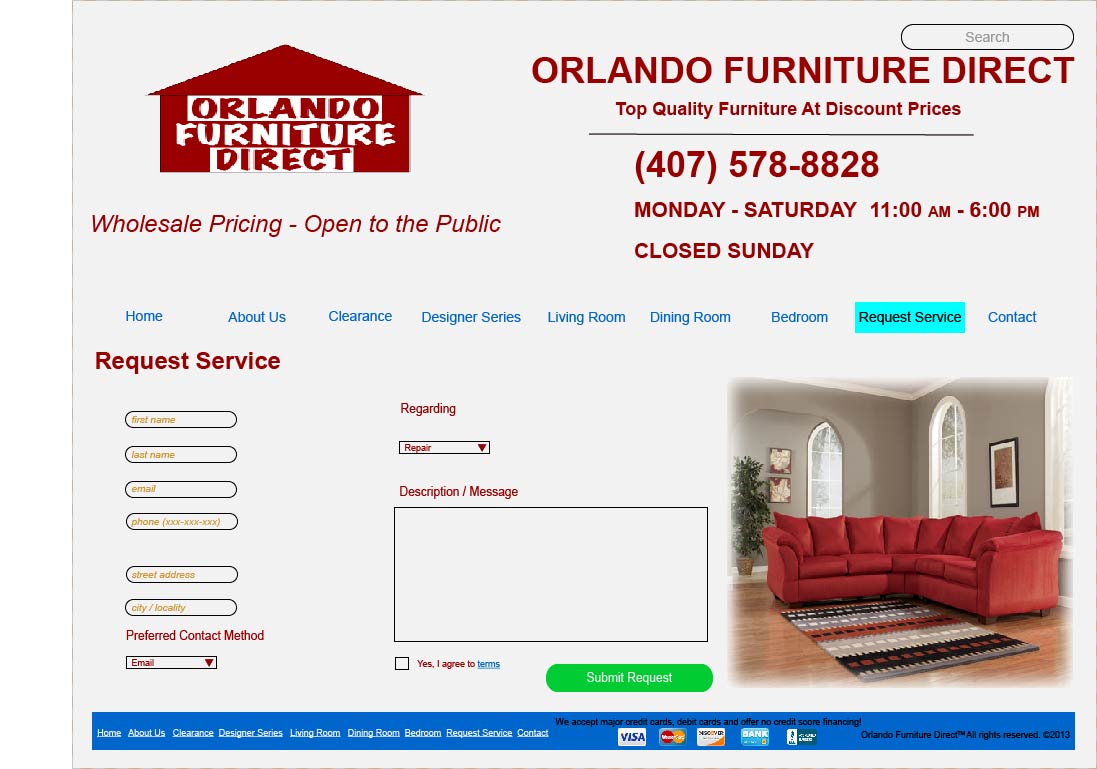 Search
ORLANDO FURNITURE DIRECT
ORLANDO
FURNITURE
DIRECT
Top Quality Furniture At Discount Prices
(407) 578-8828
Wholesale Pricing - Open to the Public
MONDAY - SATURDAY 11:00 AM - 6:00 PM
CLOSED SUNDAY
Home About Us Clearance Designer Series Living Room Dining Room Bedroom Request Service Contact
Request Service
first name
last name
email
phone (xxx-xxx-xxx)
street address
city / locality
Preferred Contact Method
Email
Regarding
Repair
Description / Message
Yes, I agree to terms
Submit Request
We accept major credit cards, debit cards and offer no credit score financing!
Home About Us Clearance Designer Series Living Room Dining Room Bedroom Request Service Contact
VISA MasterCard DISCOVER BANK BBB
Orlando Furniture Direct™ All rights reserved. ©2013